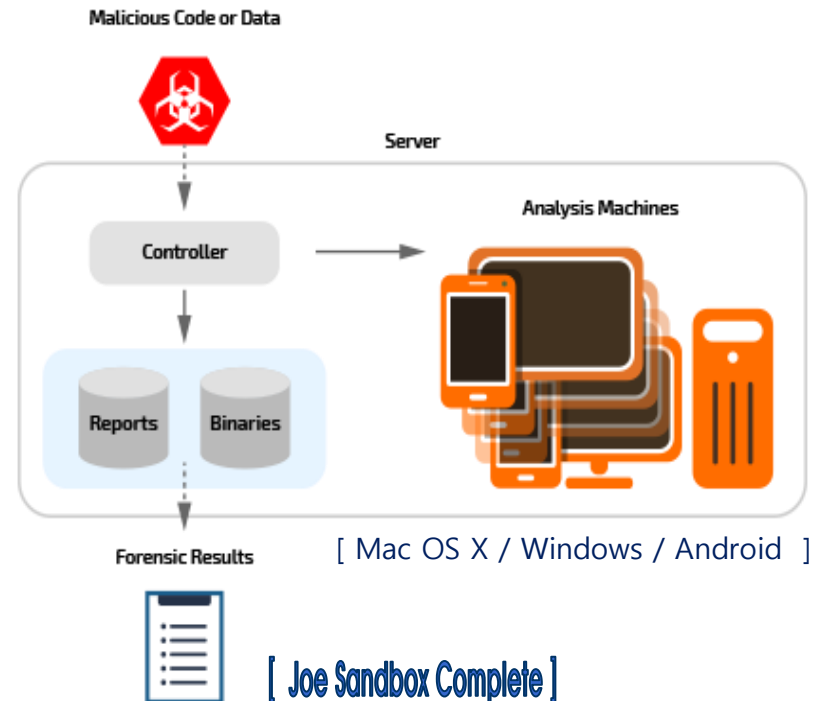 Malicious Code or Data
Server
Controller
Analysis Machines
Reports
Binaries
Forensic Results
[ Mac OS X / Windows / Android ]
[ Joe Sandbox Complete ]